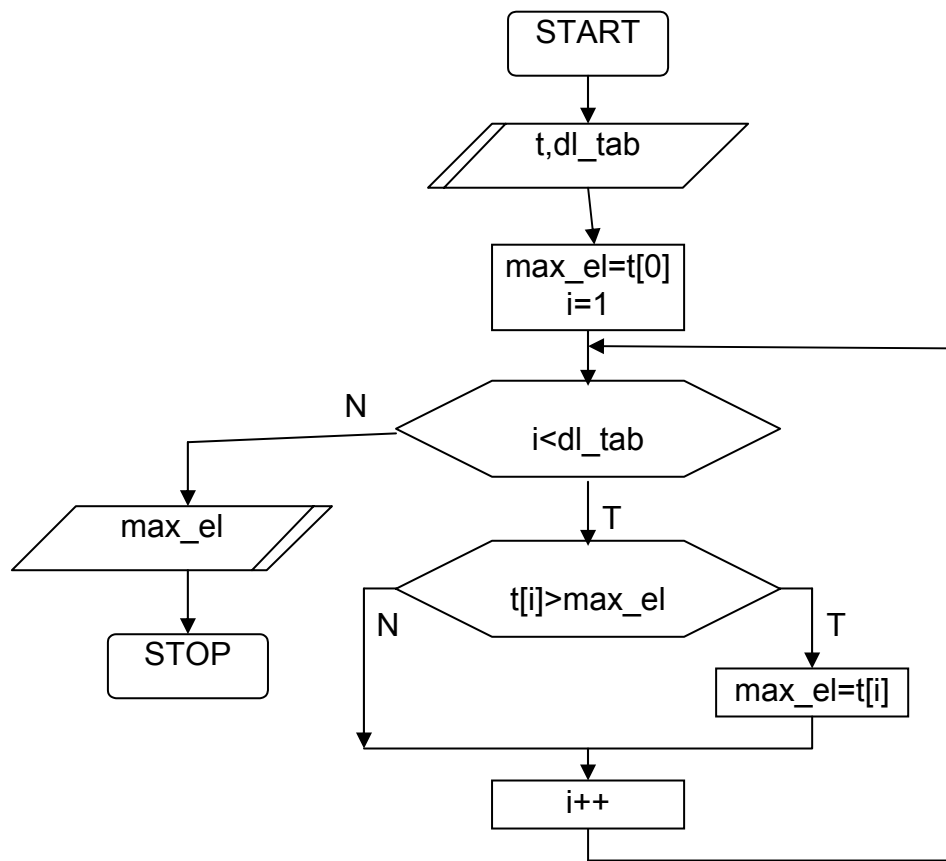 START
t,dl_tab
max_el=t[0]
i=1
N
i<dl_tab
T
max_el
t[i]>max_el
N
T
STOP
max_el=t[i]
i++